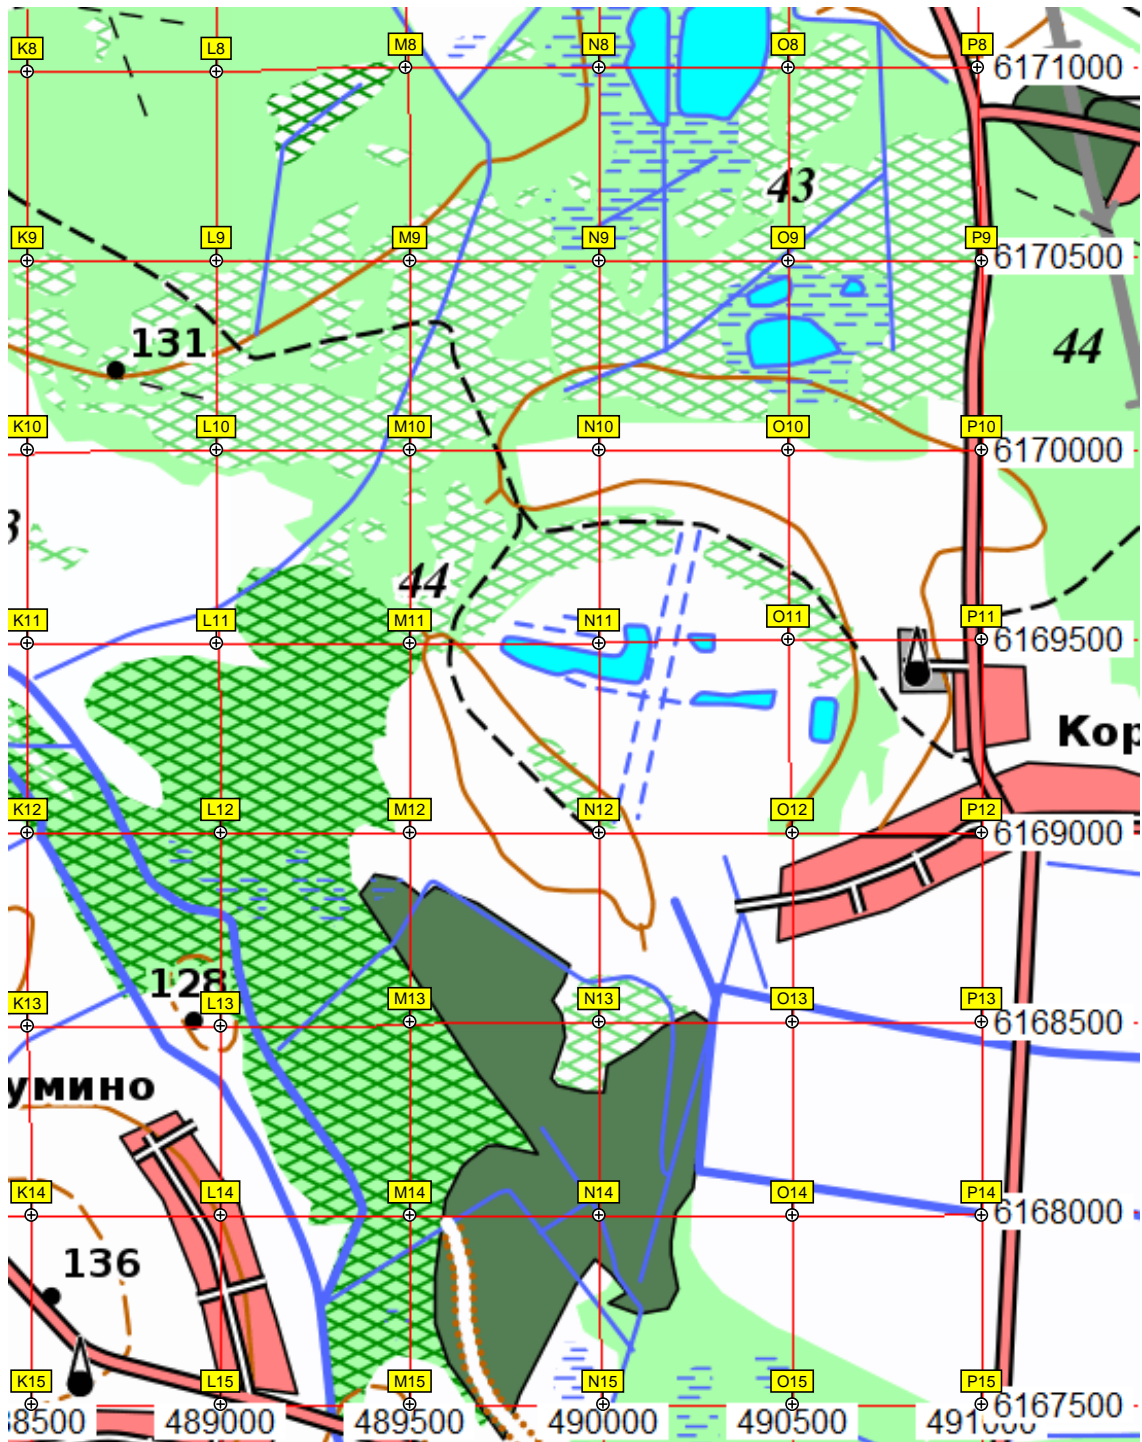 K8 L8 M8 N8 O8 P8
6171000
43
K9 L9 M9 N9 O9 P9
6170500
131
44
K10 L10 M10 N10 O10 P10
6170000
44
K11 L11 M11 N11 O11 P11
6169500
Кор
K12 L12 M12 N12 O12 P12
6169000
128
K13 L13 M13 N13 O13 P13
6168500
умино
K14 L14 M14 N14 O14 P14
6168000
136
K15 L15 M15 N15 O15 P15
6167500
88500 489000 489500 490000 490500 491000